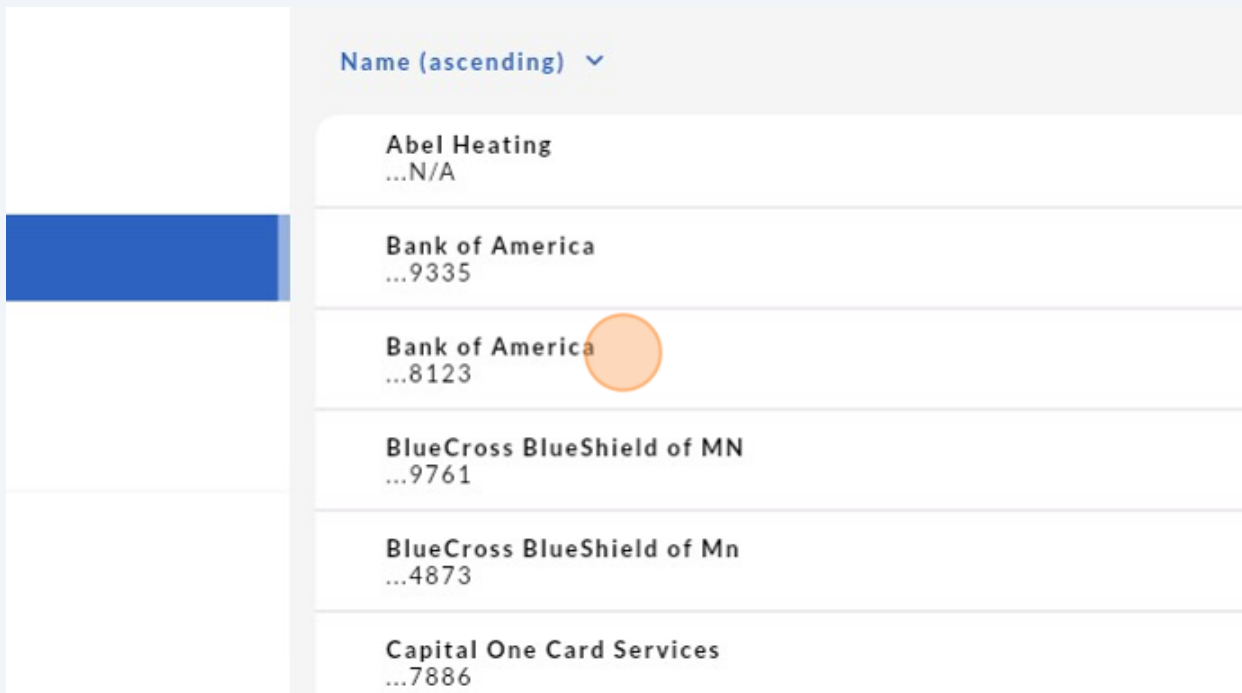 Name (ascending)
Abel Heating
...N/A
Bank of America
...9335
Bank of America
...8123
BlueCross BlueShield of MN
...9761
BlueCross BlueShield of Mn
...4873
Capital One Card Services
...7886